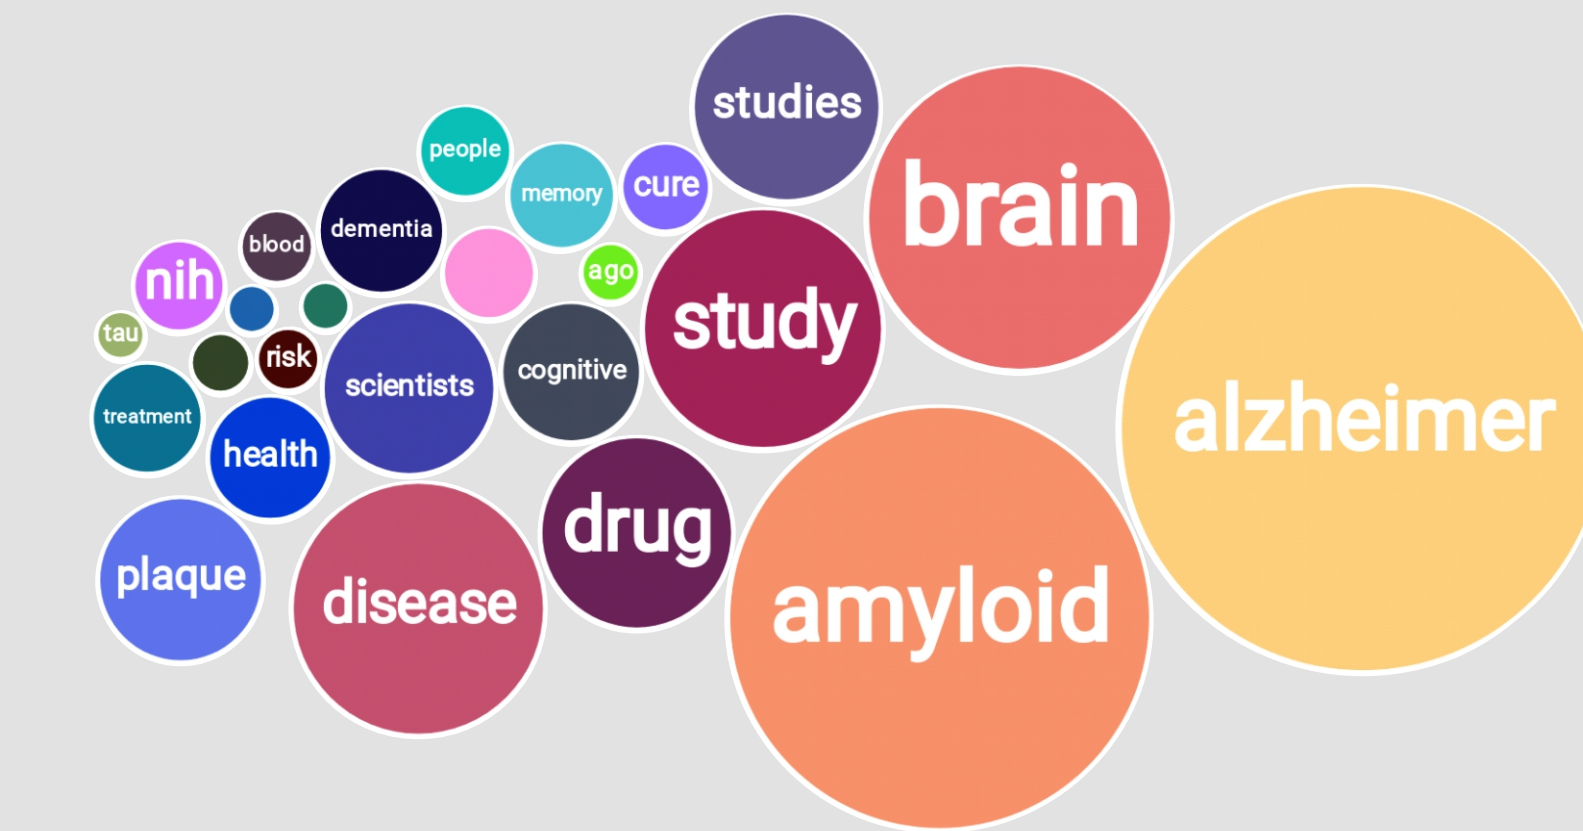 studies
people
brain
memory
cure
dementia
blood
nih
ago
study
tau
risk
scientists
cognitive
treatment
health
alzheimer
drug
plaque
disease
amyloid